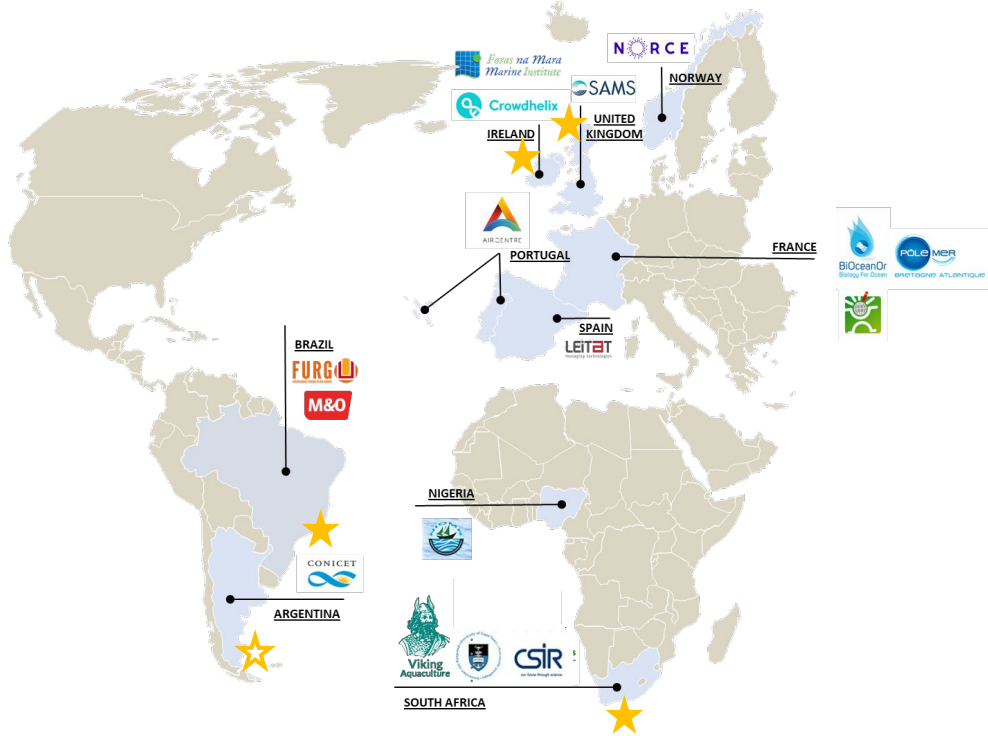 NORCE
Foras na Mara
Marine Institute
NORWAY
SAMS
Crowdhelix
UNITED
KINGDOM
IRELAND
AIRCENTRE
PORTUGAL
FRANCE
BiOceanOr
Biology For Ocean
PÔLE MER
BRETAGNE ATLANTIQUE
SPAIN
LEITAT
managing technologies
BRAZIL
FURG
M&O
NIGERIA
CONICET
ARGENTINA
Viking
Aquaculture
CSIR
our future through science
SOUTH AFRICA